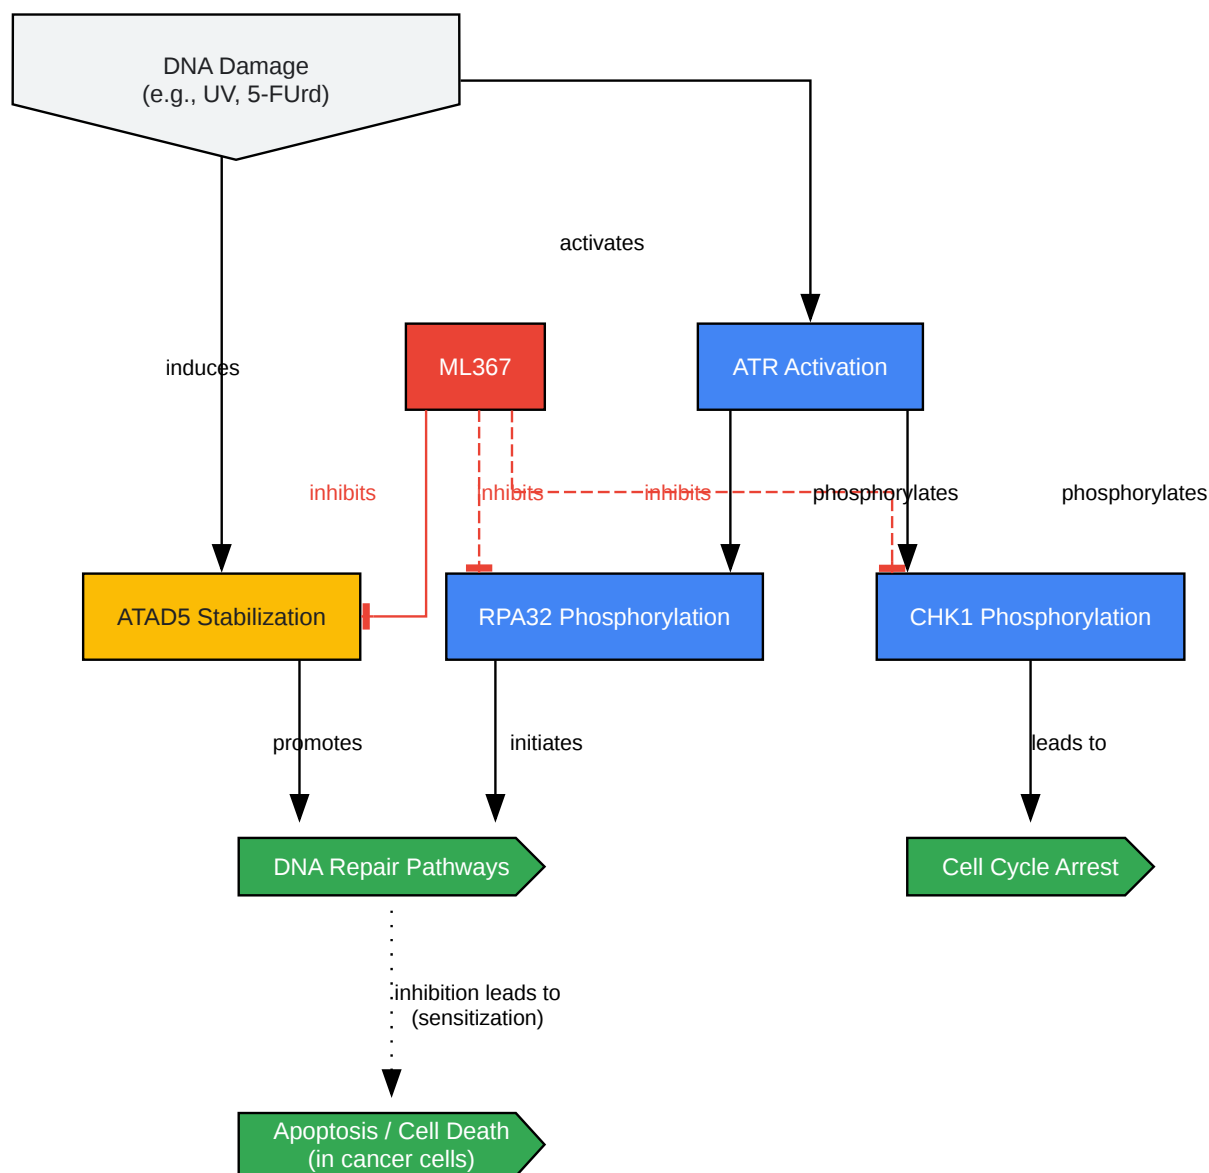 DNA Damage
(e.g., UV, 5-FUrd)
activates
induces
ML367
ATR Activation
inhibits
inhibits
inhibits
phosphorylates
phosphorylates
ATAD5 Stabilization
RPA32 Phosphorylation
CHK1 Phosphorylation
promotes
initiates
leads to
DNA Repair Pathways
Cell Cycle Arrest
inhibition leads to
(sensitization)
Apoptosis / Cell Death
(in cancer cells)